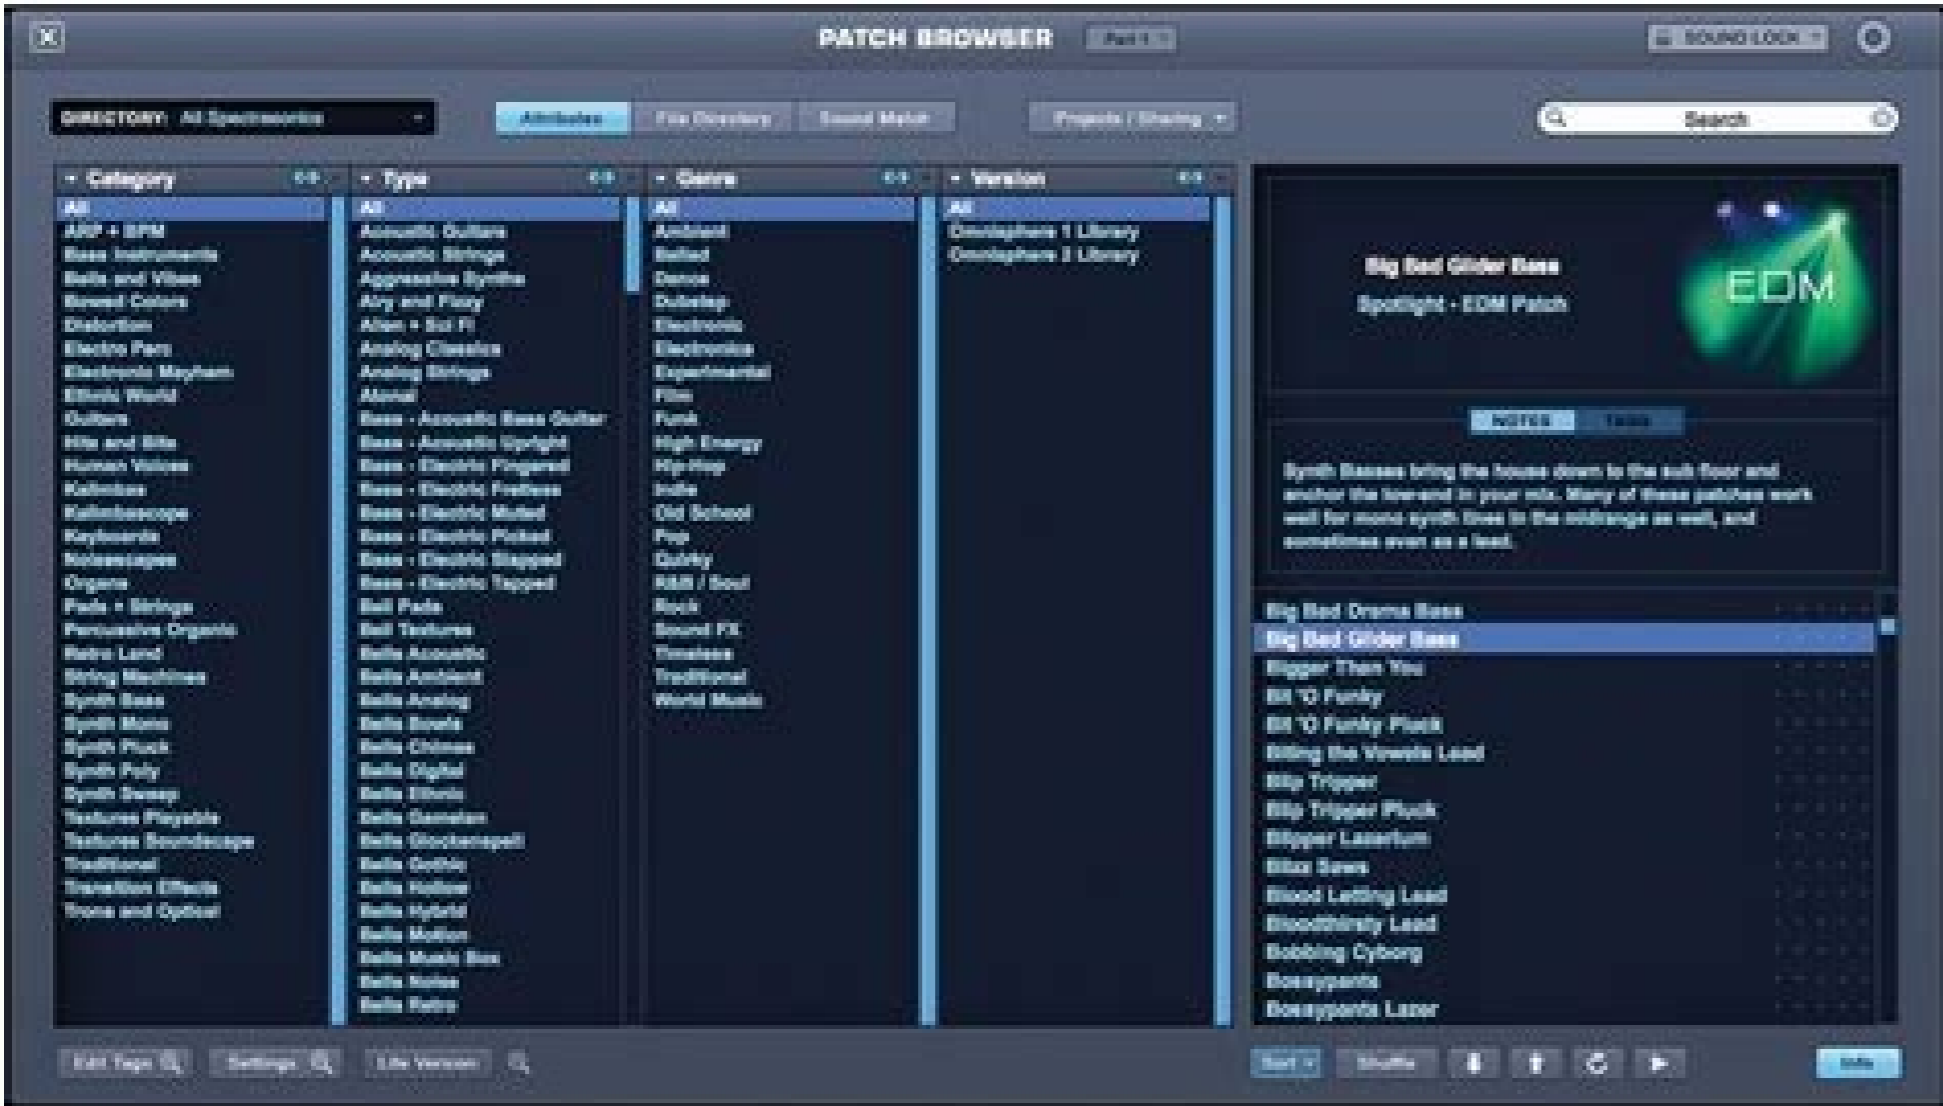 PATCH BROWSER
Part 1
SOUND LOCK
DIRECTORY: All Spectrasonics
Attributes
File Directory
Sound Match
Projects / Sharing
Search
Category
All
ARP + BPM
Bass Instruments
Bells and Vibes
Bowed Colors
Distortion
Electro Perc
Electronic Mayhem
Ethnic World
Guitars
Hits and Bits
Human Voices
Kalimbas
Kalimbascope
Keyboards
Noisescapes
Organs
Pads + Strings
Percussive Organic
Retro Land
String Machines
Synth Bass
Synth Mono
Synth Pluck
Synth Poly
Synth Sweep
Textures Playable
Textures Soundscape
Traditional
Transition Effects
Trons and Optical
Type
All
Acoustic Guitars
Acoustic Strings
Aggressive Synths
Airy and Fizzy
Alien + Sci Fi
Analog Classics
Analog Strings
Atonal
Bass - Acoustic Bass Guitar
Bass - Acoustic Upright
Bass - Electric Fingered
Bass - Electric Fretless
Bass - Electric Muted
Bass - Electric Picked
Bass - Electric Slapped
Bass - Electric Tapped
Bell Pads
Bell Textures
Bells Acoustic
Bells Ambient
Bells Analog
Bells Bowls
Bells Chimes
Bells Digital
Bells Ethnic
Bells Gamelan
Bells Glockenspell
Bells Gothic
Bells Hollow
Bells Hybrid
Bells Motion
Bells Music Box
Bells Noise
Bells Retro
Genre
All
Ambient
Ballad
Dance
Dubstep
Electronic
Electronica
Experimental
Film
Funk
High Energy
Hip-Hop
Indie
Old School
Pop
Quirky
R&B / Soul
Rock
Sound FX
Timeless
Traditional
World Music
Version
All
Omnisphere 1 Library
Omnisphere 2 Library
Big Bad Glider Bass
Spotlight - EDM Patch
EDM
NOTES
TAGS
Synth Basses bring the house down to the sub floor and
anchor the low-end in your mix. Many of these patches work
well for mono synth lines in the midrange as well, and
sometimes even as a lead.
Big Bad Drama Bass
Big Bad Glider Bass
Bigger Than You
Bit 'O Funky
Bit 'O Funky Pluck
Biting the Vowels Lead
Blip Tripper
Blip Tripper Pluck
Blipper Lazertum
Blizz Saws
Blood Letting Lead
Bloodthirsty Lead
Bobbing Cyborg
Bossypants
Bossypants Lazer
Edit Tags
Settings
Lite Version
Sort
Shuffle
Info